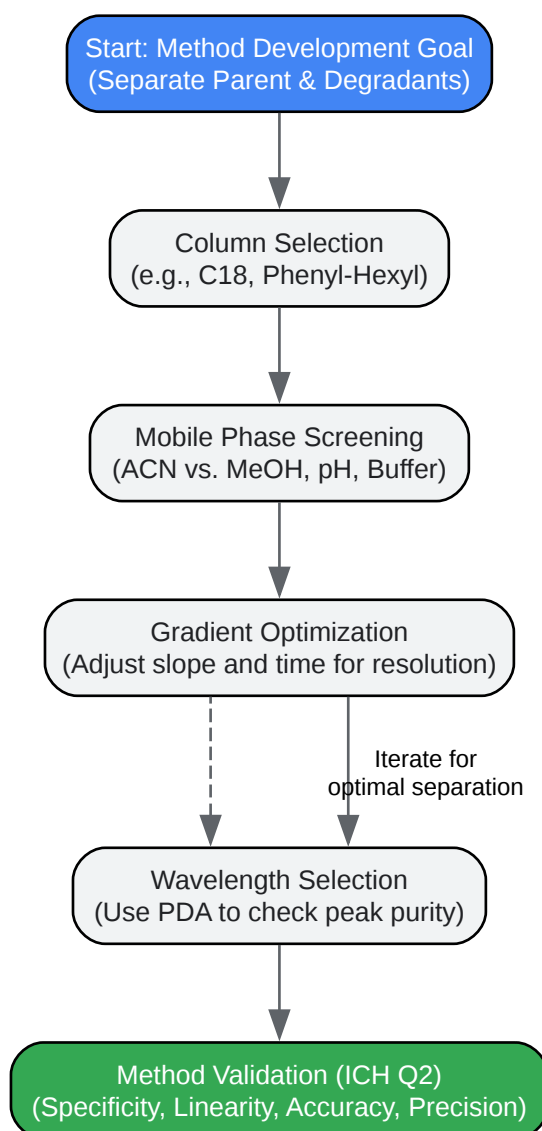 Start: Method Development Goal
(Separate Parent & Degradants)
Column Selection
(e.g., C18, Phenyl-Hexyl)
Mobile Phase Screening
(ACN vs. MeOH, pH, Buffer)
Gradient Optimization
(Adjust slope and time for resolution)
Iterate for
optimal separation
Wavelength Selection
(Use PDA to check peak purity)
Method Validation (ICH Q2)
(Specificity, Linearity, Accuracy, Precision)